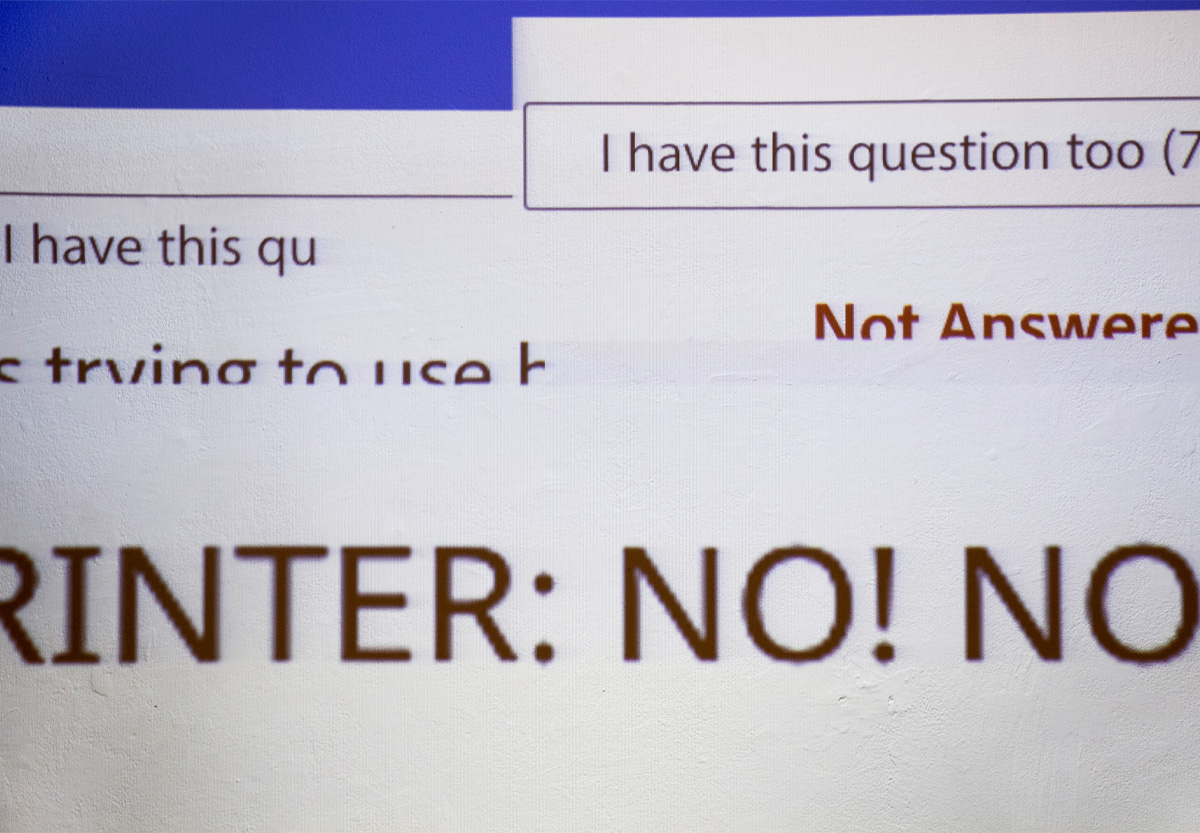 I have this question too (7
I have this qu
Not Answere
trying to use
RINTER: NO! NO